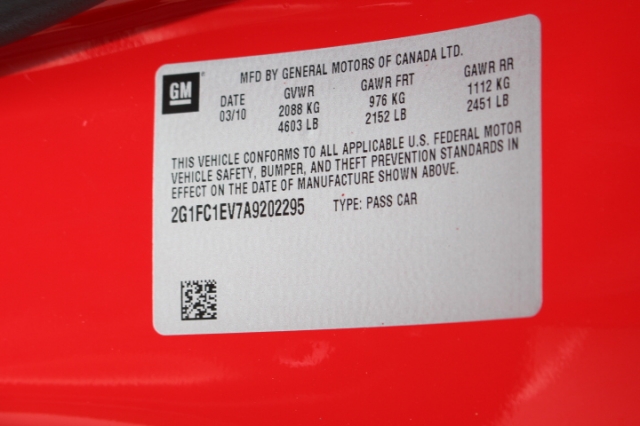 GM
MFD BY GENERAL MOTORS OF CANADA LTD.
DATE GVWR GAWR FRT GAWR RR
03/10 2088 KG 976 KG 1112 KG
4603 LB 2152 LB 2451 LB
THIS VEHICLE CONFORMS TO ALL APPLICABLE U.S. FEDERAL MOTOR
VEHICLE SAFETY, BUMPER, AND THEFT PREVENTION STANDARDS IN
EFFECT ON THE DATE OF MANUFACTURE SHOWN ABOVE.
2G1FC1EV7A9202295 TYPE: PASS CAR